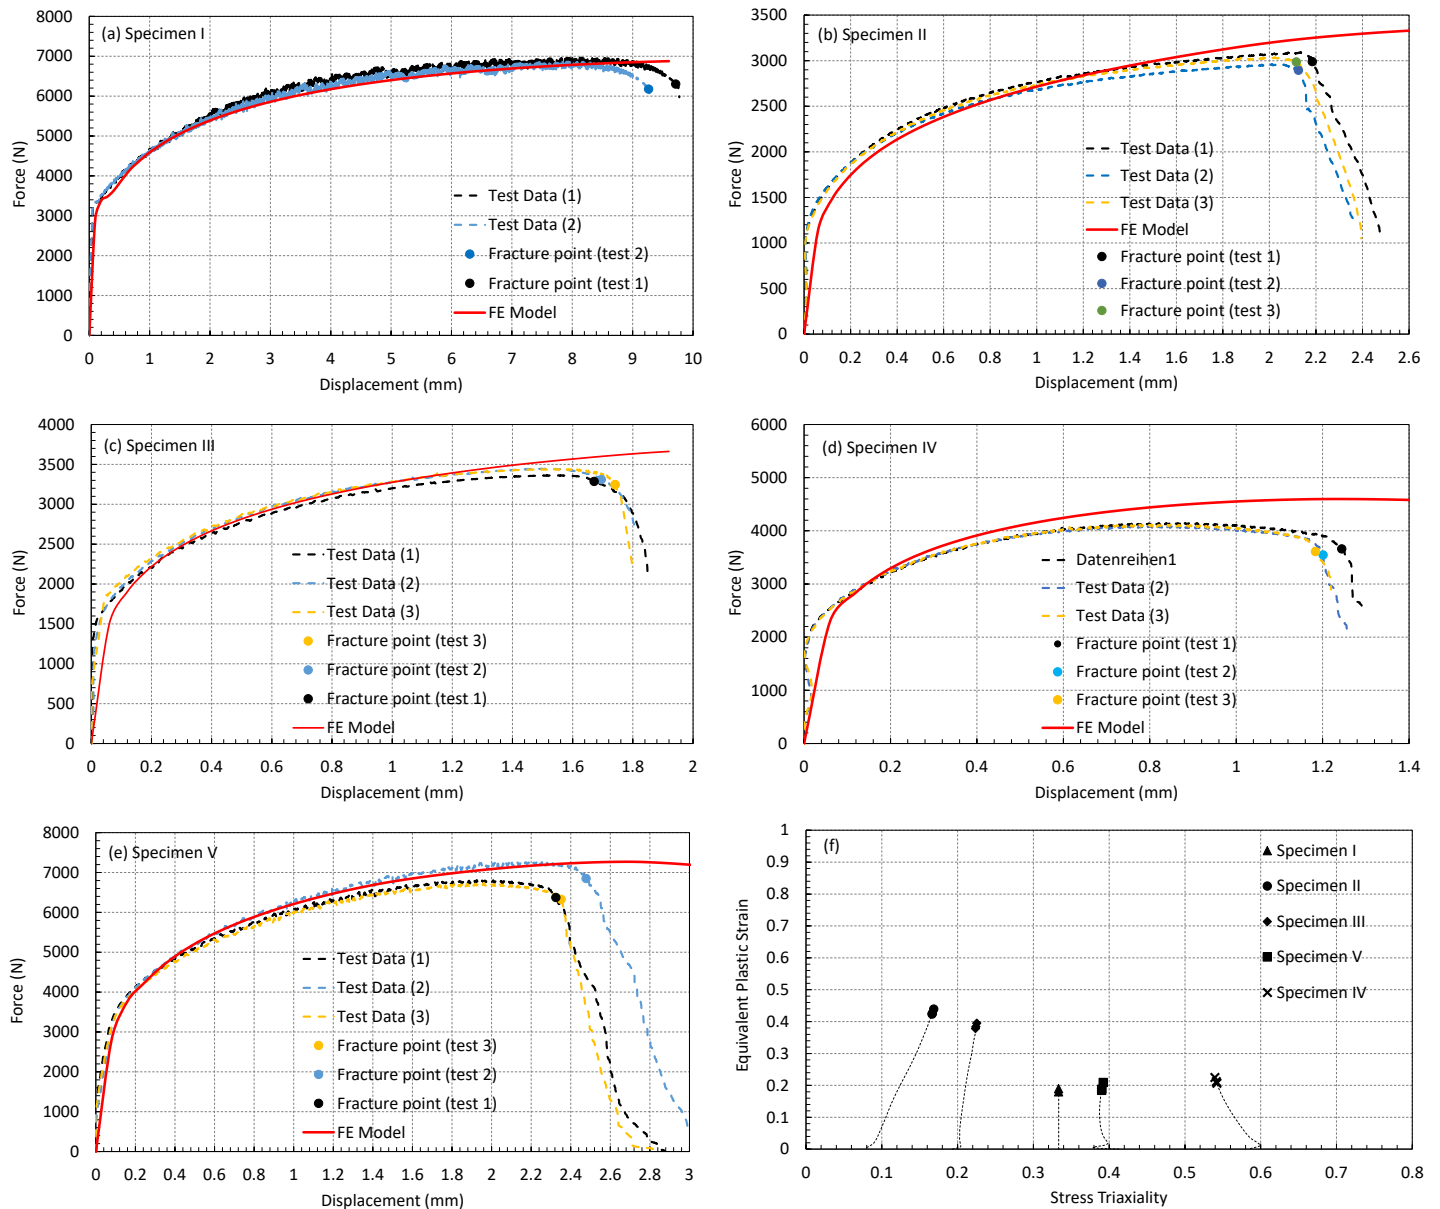 (a) Specimen I
Force (N)
8000
7000
6000
5000
4000
3000
2000
1000
0
0 1 2 3 4 5 6 7 8 9 10
Displacement (mm)
Test Data (1)
Test Data (2)
Fracture point (test 2)
Fracture point (test 1)
FE Model
(b) Specimen II
Force (N)
3500
3000
2500
2000
1500
1000
500
0
0 0.2 0.4 0.6 0.8 1 1.2 1.4 1.6 1.8 2 2.2 2.4 2.6
Displacement (mm)
Test Data (1)
Test Data (2)
Test Data (3)
FE Model
Fracture point (test 1)
Fracture point (test 2)
Fracture point (test 3)
(c) Specimen III
Force (N)
4000
3500
3000
2500
2000
1500
1000
500
0
0 0.2 0.4 0.6 0.8 1 1.2 1.4 1.6 1.8 2
Displacement (mm)
Test Data (1)
Test Data (2)
Test Data (3)
Fracture point (test 3)
Fracture point (test 2)
Fracture point (test 1)
FE Model
(d) Specimen IV
Force (N)
6000
5000
4000
3000
2000
1000
0
0 0.2 0.4 0.6 0.8 1 1.2 1.4
Displacement (mm)
Datenreihen1
Test Data (2)
Test Data (3)
Fracture point (test 1)
Fracture point (test 2)
Fracture point (test 3)
FE Model
(e) Specimen V
Force (N)
8000
7000
6000
5000
4000
3000
2000
1000
0
0 0.2 0.4 0.6 0.8 1 1.2 1.4 1.6 1.8 2 2.2 2.4 2.6 2.8 3
Displacement (mm)
Test Data (1)
Test Data (2)
Test Data (3)
Fracture point (test 3)
Fracture point (test 2)
Fracture point (test 1)
FE Model
(f)
Equivalent Plastic Strain
1
0.9
0.8
0.7
0.6
0.5
0.4
0.3
0.2
0.1
0
0 0.1 0.2 0.3 0.4 0.5 0.6 0.7 0.8
Stress Triaxiality
Specimen I
Specimen II
Specimen III
Specimen V
Specimen IV